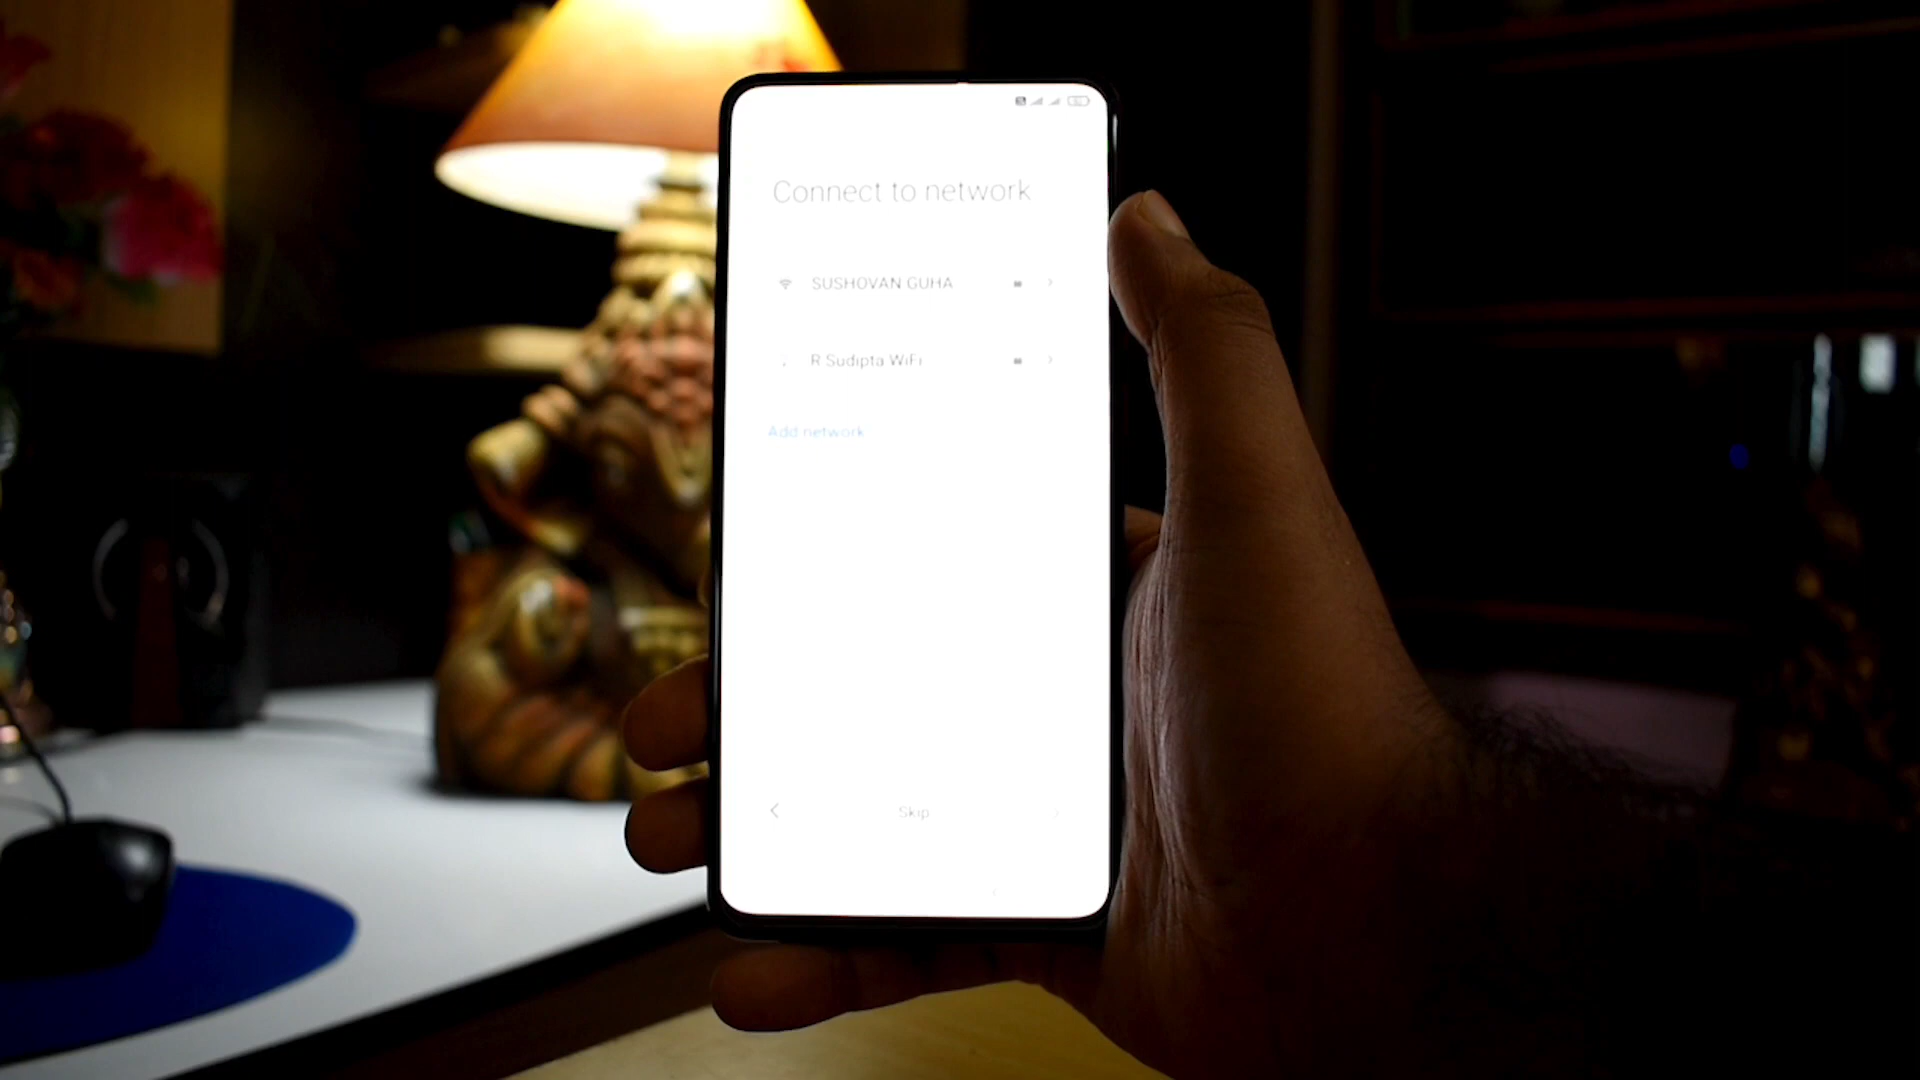 Connect to network
SUSHOVAN GUHA
R Sudipta WiFi
Add network
Skip